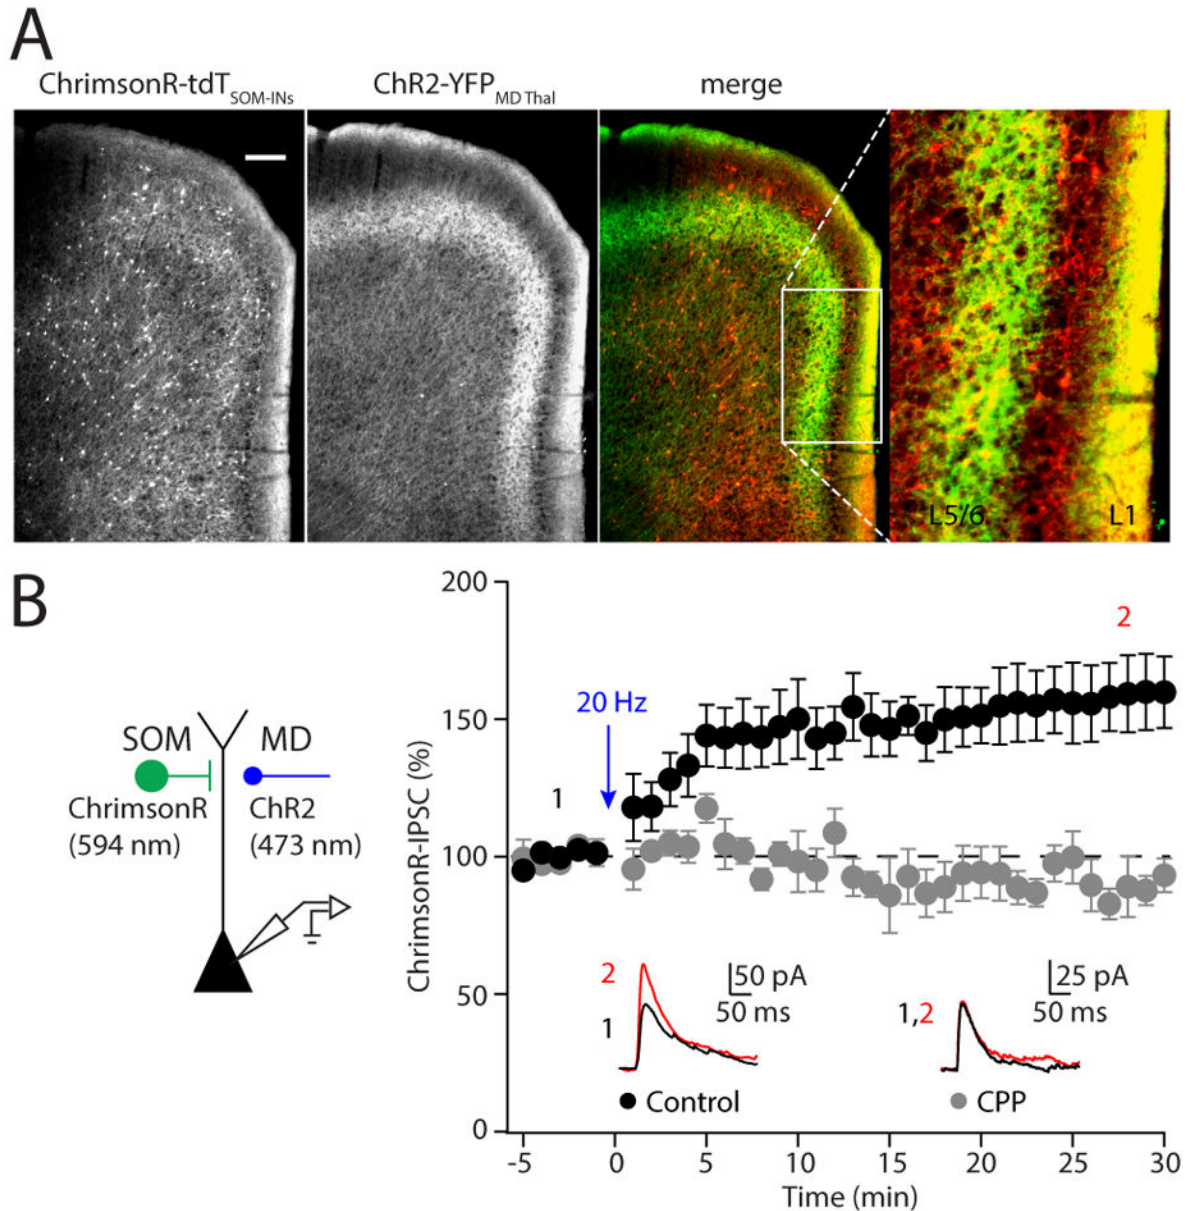 A
ChrimsonR-tdT SOM-INs
ChR2-YFP MD Thal
merge
L5/6
L1
B
SOM
MD
ChrimsonR
(594 nm)
ChR2
(473 nm)
ChrimsonR-IPSC (%)
200
150
100
50
0
20 Hz
1
2
2
1
50 pA
50 ms
1,2
25 pA
50 ms
Control
CPP
-5
0
5
10
15
20
25
30
Time (min)